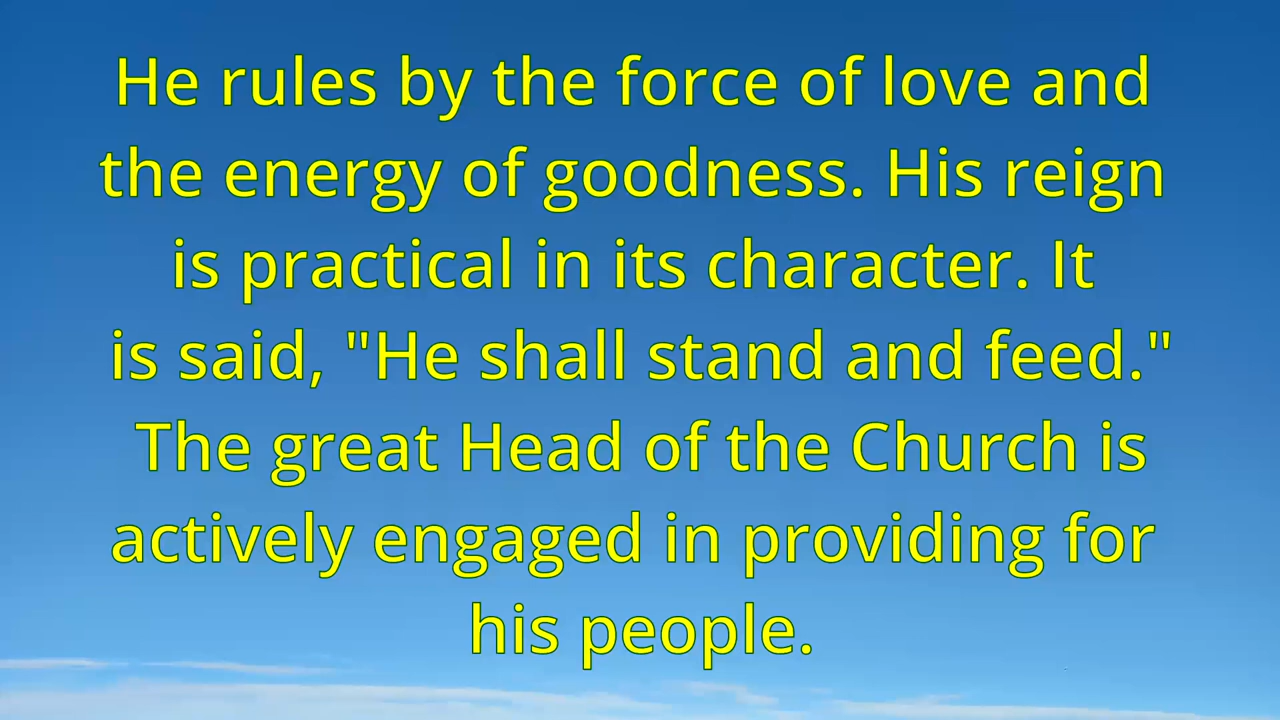 He rules by the force of love and
the energy of goodness. His reign
is practical in its character. It
is said, "He shall stand and feed."
The great Head of the Church is
actively engaged in providing for
his people.